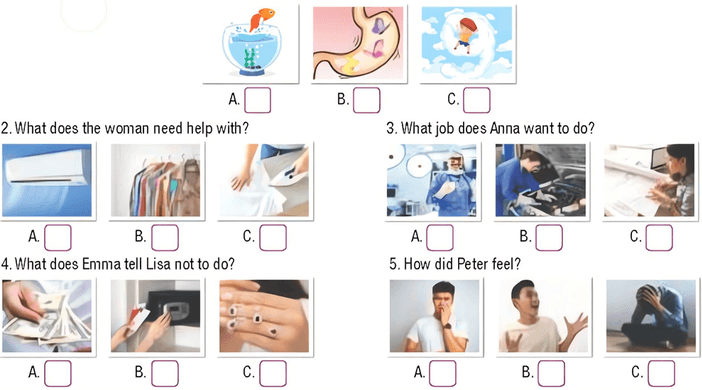 A. B. C.
2. What does the woman need help with? 3. What job does Anna want to do?
A. B. C. A. B. C.
4. What does Emma tell Lisa not to do? 5. How did Peter feel?
A. B. C. A. B. C.